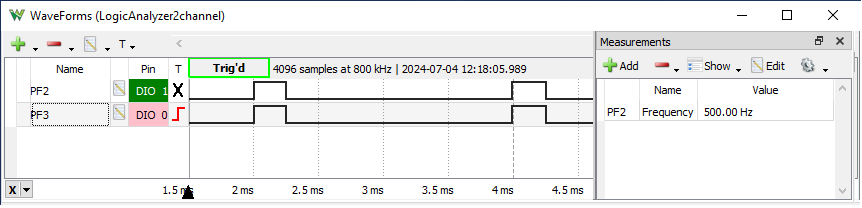 WaveForms (LogicAnalyzer2channel)
T
Trig'd 4096 samples at 800 kHz | 2024-07-04 12:18:05.989
Name Pin T
PF2 DIO 1 X
PF3 DIO 0
X 1.5 ms 2 ms 2.5 ms 3 ms 3.5 ms 4 ms 4.5 ms
Measurements
Add Show Edit
Name Value
PF2 Frequency 500.00 Hz